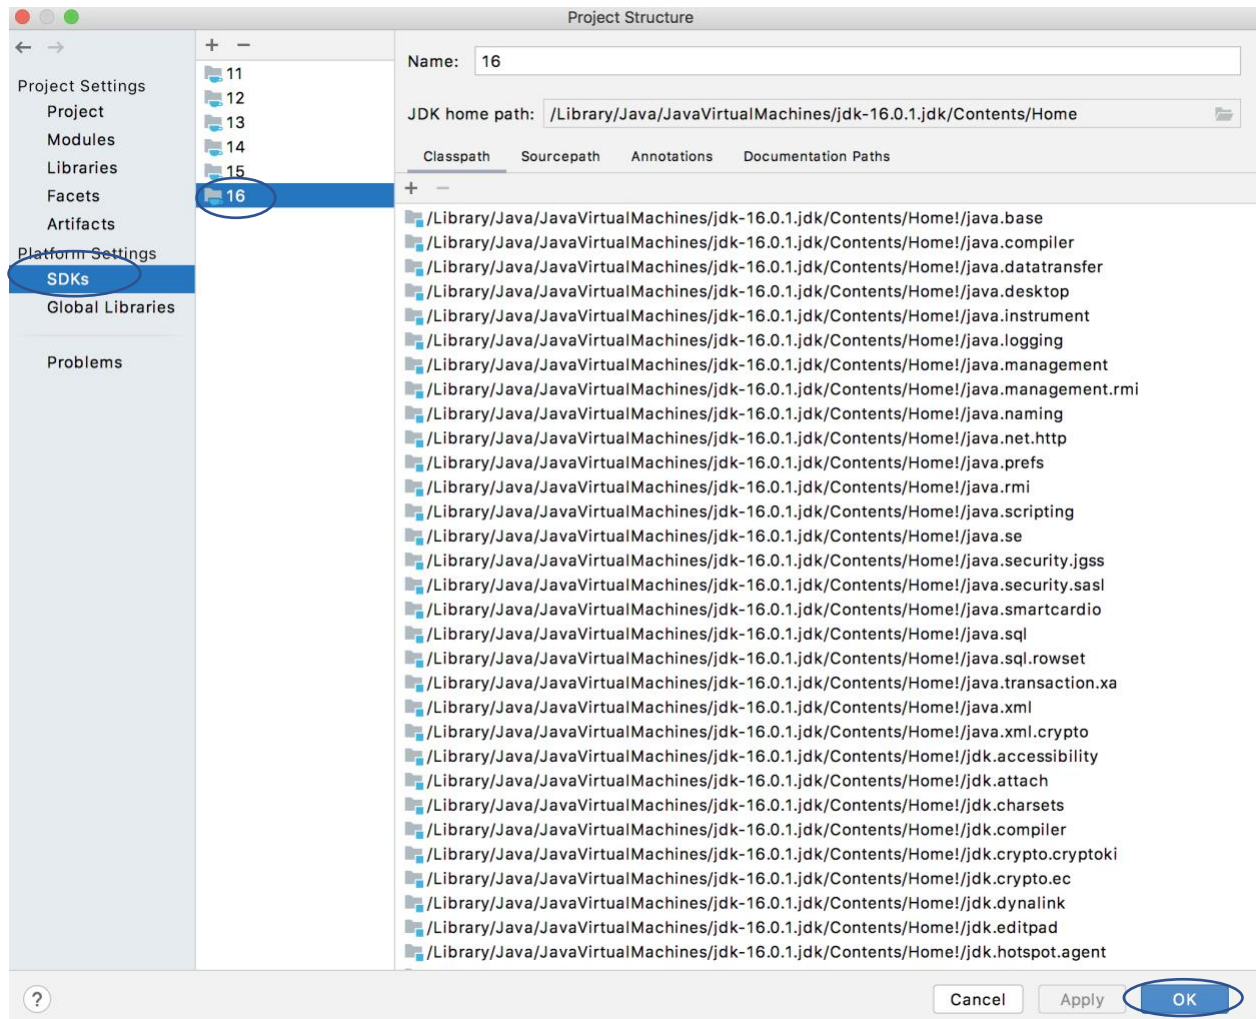 Project Structure
Project Settings
Project
Modules
Libraries
Facets
Artifacts
Platform Settings
SDKs
Global Libraries
Problems
11
12
13
14
15
16
Name: 16
JDK home path: /Library/Java/JavaVirtualMachines/jdk-16.0.1.jdk/Contents/Home
Classpath Sourcepath Annotations Documentation Paths
/Library/Java/JavaVirtualMachines/jdk-16.0.1.jdk/Contents/Home!/java.base
/Library/Java/JavaVirtualMachines/jdk-16.0.1.jdk/Contents/Home!/java.compiler
/Library/Java/JavaVirtualMachines/jdk-16.0.1.jdk/Contents/Home!/java.datatransfer
/Library/Java/JavaVirtualMachines/jdk-16.0.1.jdk/Contents/Home!/java.desktop
/Library/Java/JavaVirtualMachines/jdk-16.0.1.jdk/Contents/Home!/java.instrument
/Library/Java/JavaVirtualMachines/jdk-16.0.1.jdk/Contents/Home!/java.logging
/Library/Java/JavaVirtualMachines/jdk-16.0.1.jdk/Contents/Home!/java.management
/Library/Java/JavaVirtualMachines/jdk-16.0.1.jdk/Contents/Home!/java.management.rmi
/Library/Java/JavaVirtualMachines/jdk-16.0.1.jdk/Contents/Home!/java.naming
/Library/Java/JavaVirtualMachines/jdk-16.0.1.jdk/Contents/Home!/java.net.http
/Library/Java/JavaVirtualMachines/jdk-16.0.1.jdk/Contents/Home!/java.prefs
/Library/Java/JavaVirtualMachines/jdk-16.0.1.jdk/Contents/Home!/java.rmi
/Library/Java/JavaVirtualMachines/jdk-16.0.1.jdk/Contents/Home!/java.scripting
/Library/Java/JavaVirtualMachines/jdk-16.0.1.jdk/Contents/Home!/java.se
/Library/Java/JavaVirtualMachines/jdk-16.0.1.jdk/Contents/Home!/java.security.jgss
/Library/Java/JavaVirtualMachines/jdk-16.0.1.jdk/Contents/Home!/java.security.sasl
/Library/Java/JavaVirtualMachines/jdk-16.0.1.jdk/Contents/Home!/java.smartcardio
/Library/Java/JavaVirtualMachines/jdk-16.0.1.jdk/Contents/Home!/java.sql
/Library/Java/JavaVirtualMachines/jdk-16.0.1.jdk/Contents/Home!/java.sql.rowset
/Library/Java/JavaVirtualMachines/jdk-16.0.1.jdk/Contents/Home!/java.transaction.xa
/Library/Java/JavaVirtualMachines/jdk-16.0.1.jdk/Contents/Home!/java.xml
/Library/Java/JavaVirtualMachines/jdk-16.0.1.jdk/Contents/Home!/java.xml.crypto
/Library/Java/JavaVirtualMachines/jdk-16.0.1.jdk/Contents/Home!/jdk.accessibility
/Library/Java/JavaVirtualMachines/jdk-16.0.1.jdk/Contents/Home!/jdk.attach
/Library/Java/JavaVirtualMachines/jdk-16.0.1.jdk/Contents/Home!/jdk.charsets
/Library/Java/JavaVirtualMachines/jdk-16.0.1.jdk/Contents/Home!/jdk.compiler
/Library/Java/JavaVirtualMachines/jdk-16.0.1.jdk/Contents/Home!/jdk.crypto.cryptoki
/Library/Java/JavaVirtualMachines/jdk-16.0.1.jdk/Contents/Home!/jdk.crypto.ec
/Library/Java/JavaVirtualMachines/jdk-16.0.1.jdk/Contents/Home!/jdk.dynalink
/Library/Java/JavaVirtualMachines/jdk-16.0.1.jdk/Contents/Home!/jdk.editpad
/Library/Java/JavaVirtualMachines/jdk-16.0.1.jdk/Contents/Home!/jdk.hotspot.agent
? Cancel Apply OK